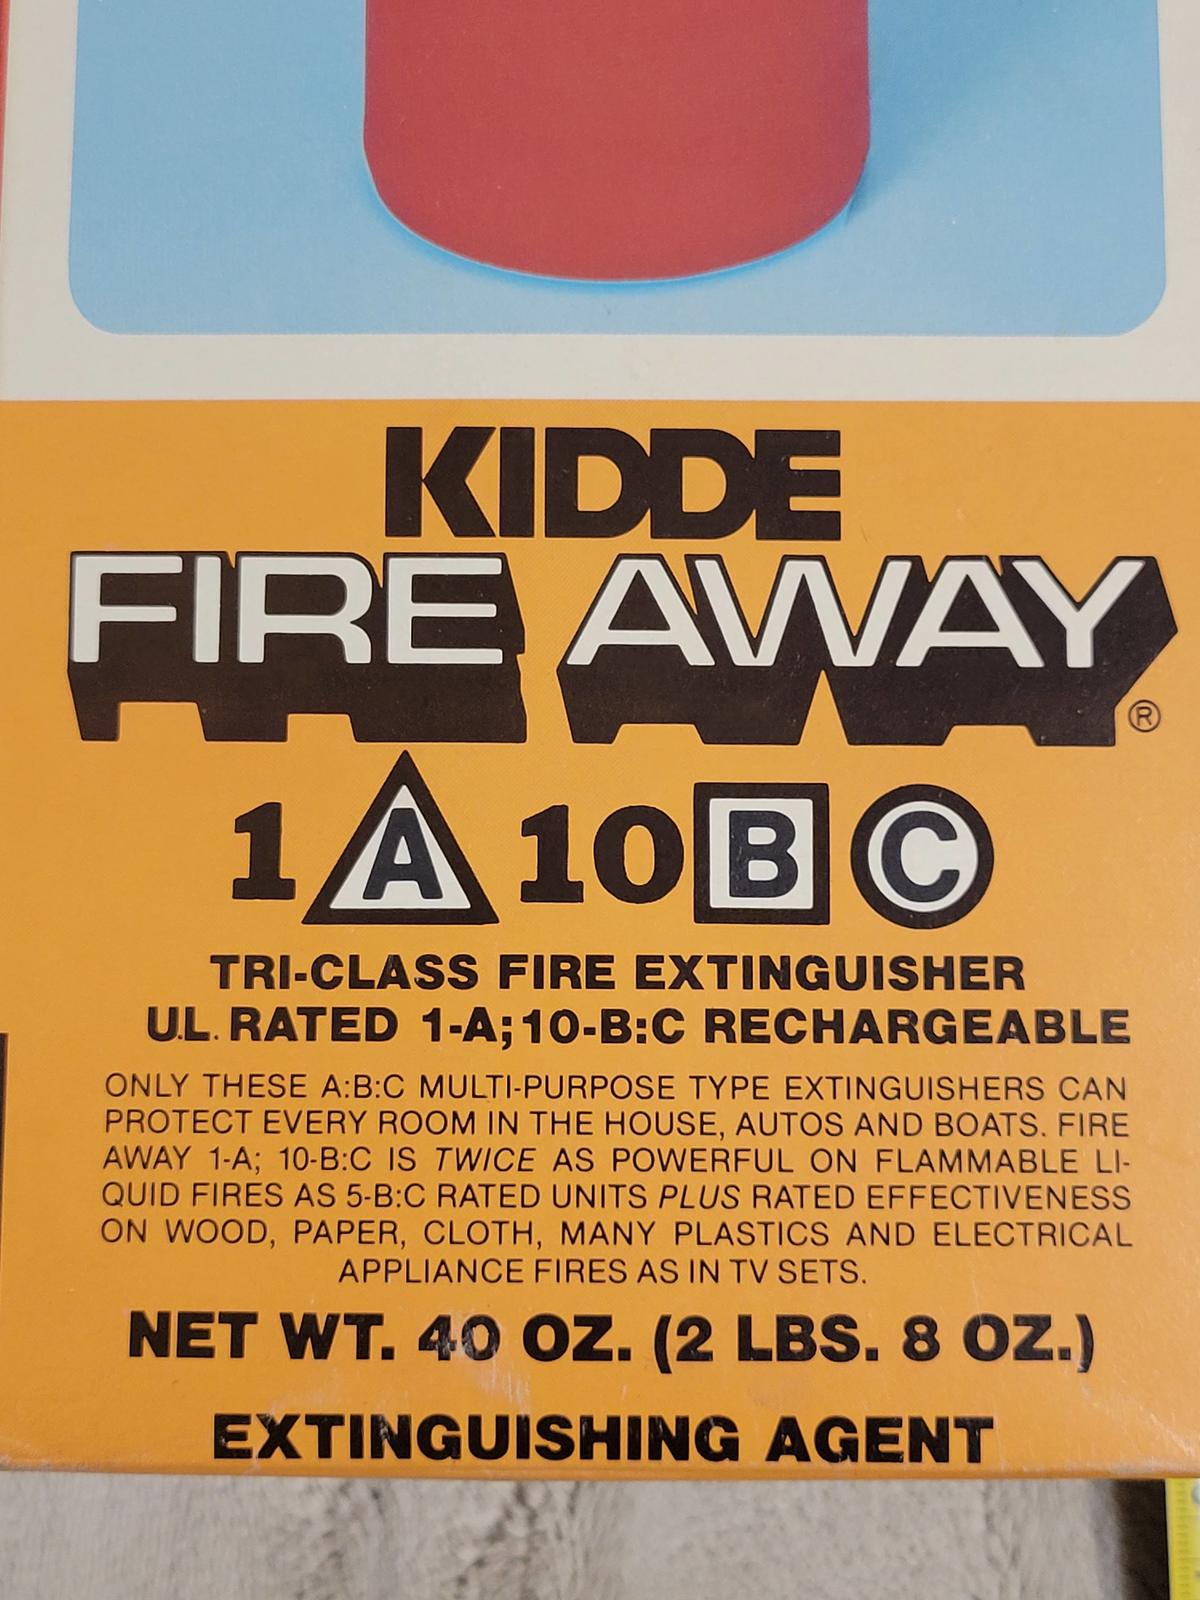 KIDDE
FIRE AWAY®
1 A 10 B C
TRI-CLASS FIRE EXTINGUISHER
U.L. RATED 1-A; 10-B:C RECHARGEABLE
ONLY THESE A:B:C MULTI-PURPOSE TYPE EXTINGUISHERS CAN
PROTECT EVERY ROOM IN THE HOUSE, AUTOS AND BOATS. FIRE
AWAY 1-A; 10-B:C IS TWICE AS POWERFUL ON FLAMMABLE LI-
QUID FIRES AS 5-B:C RATED UNITS PLUS RATED EFFECTIVENESS
ON WOOD, PAPER, CLOTH, MANY PLASTICS AND ELECTRICAL
APPLIANCE FIRES AS IN TV SETS.
NET WT. 40 OZ. (2 LBS. 8 OZ.)
EXTINGUISHING AGENT